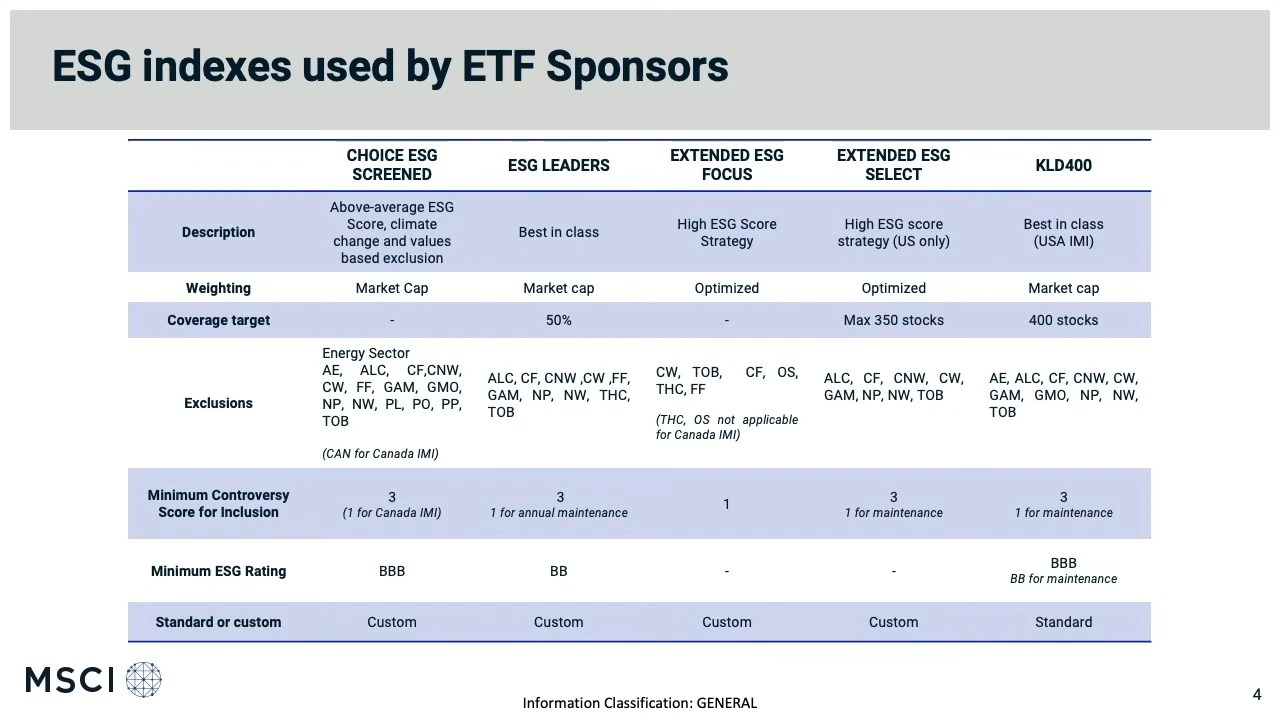 ESG indexes used by ETF Sponsors
CHOICE ESG
SCREENED
ESG LEADERS
EXTENDED ESG
FOCUS
EXTENDED ESG
SELECT
KLD400
Description
Above-average ESG
Score, climate
change and values
based exclusion
Best in class
High ESG Score
Strategy
High ESG score
strategy (US only)
Best in class
(USA IMI)
Weighting
Market Cap
Market cap
Optimized
Optimized
Market cap
Coverage target
-
50%
-
Max 350 stocks
400 stocks
Exclusions
Energy Sector
AE, ALC, CF,CNW,
CW, FF, GAM, GMO,
NP, NW, PL, PO, PP,
TOB
(CAN for Canada IMI)
ALC, CF, CNW ,CW ,FF,
GAM, NP, NW, THC,
TOB
CW, TOB, CF, OS,
THC, FF
(THC, OS not applicable
for Canada IMI)
ALC, CF, CNW, CW,
GAM, NP, NW, TOB
AE, ALC, CF, CNW, CW,
GAM, GMO, NP, NW,
TOB
Minimum Controversy
Score for Inclusion
3
(1 for Canada IMI)
3
1 for annual maintenance
1
3
1 for maintenance
3
1 for maintenance
Minimum ESG Rating
BBB
BB
-
-
BBB
BB for maintenance
Standard or custom
Custom
Custom
Custom
Custom
Standard
MSCI
Information Classification: GENERAL
4